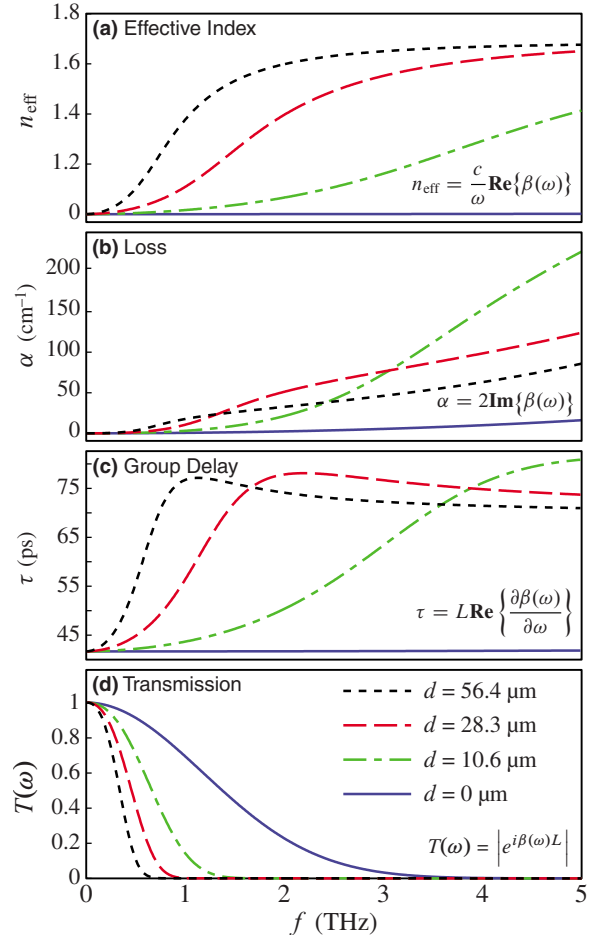 (a) Effective Index
1.8
1.6
1.4
1.2
0
n_eff
n_eff = c/ω Re{β(ω)}
(b) Loss
200
150
100
50
0
α (cm⁻¹)
α = 2Im{β(ω)}
(c) Group Delay
75
65
55
45
τ (ps)
τ = L Re {∂β(ω)/∂ω}
(d) Transmission
1
0.8
0.6
0.4
0.2
0
T(ω)
d = 56.4 μm
d = 28.3 μm
d = 10.6 μm
d = 0 μm
T(ω) = |e^{iβ(ω)L}|
0 1 2 3 4 5
f (THz)